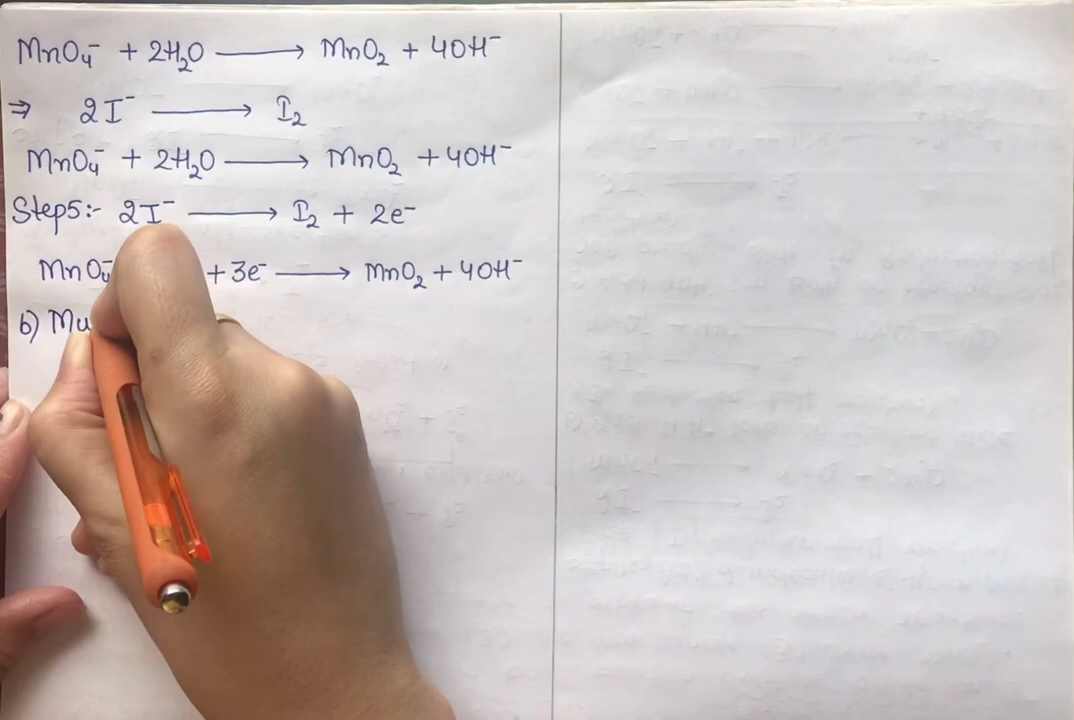 MnO₄⁻ + 2H₂O ⟶ MnO₂ + 4OH⁻
⇒ 2I⁻ ⟶ I₂
MnO₄⁻ + 2H₂O ⟶ MnO₂ + 4OH⁻
Step5:- 2I⁻ ⟶ I₂ + 2e⁻
MnO₄⁻ +3e⁻ ⟶ MnO₂ + 4OH⁻
6) Mu